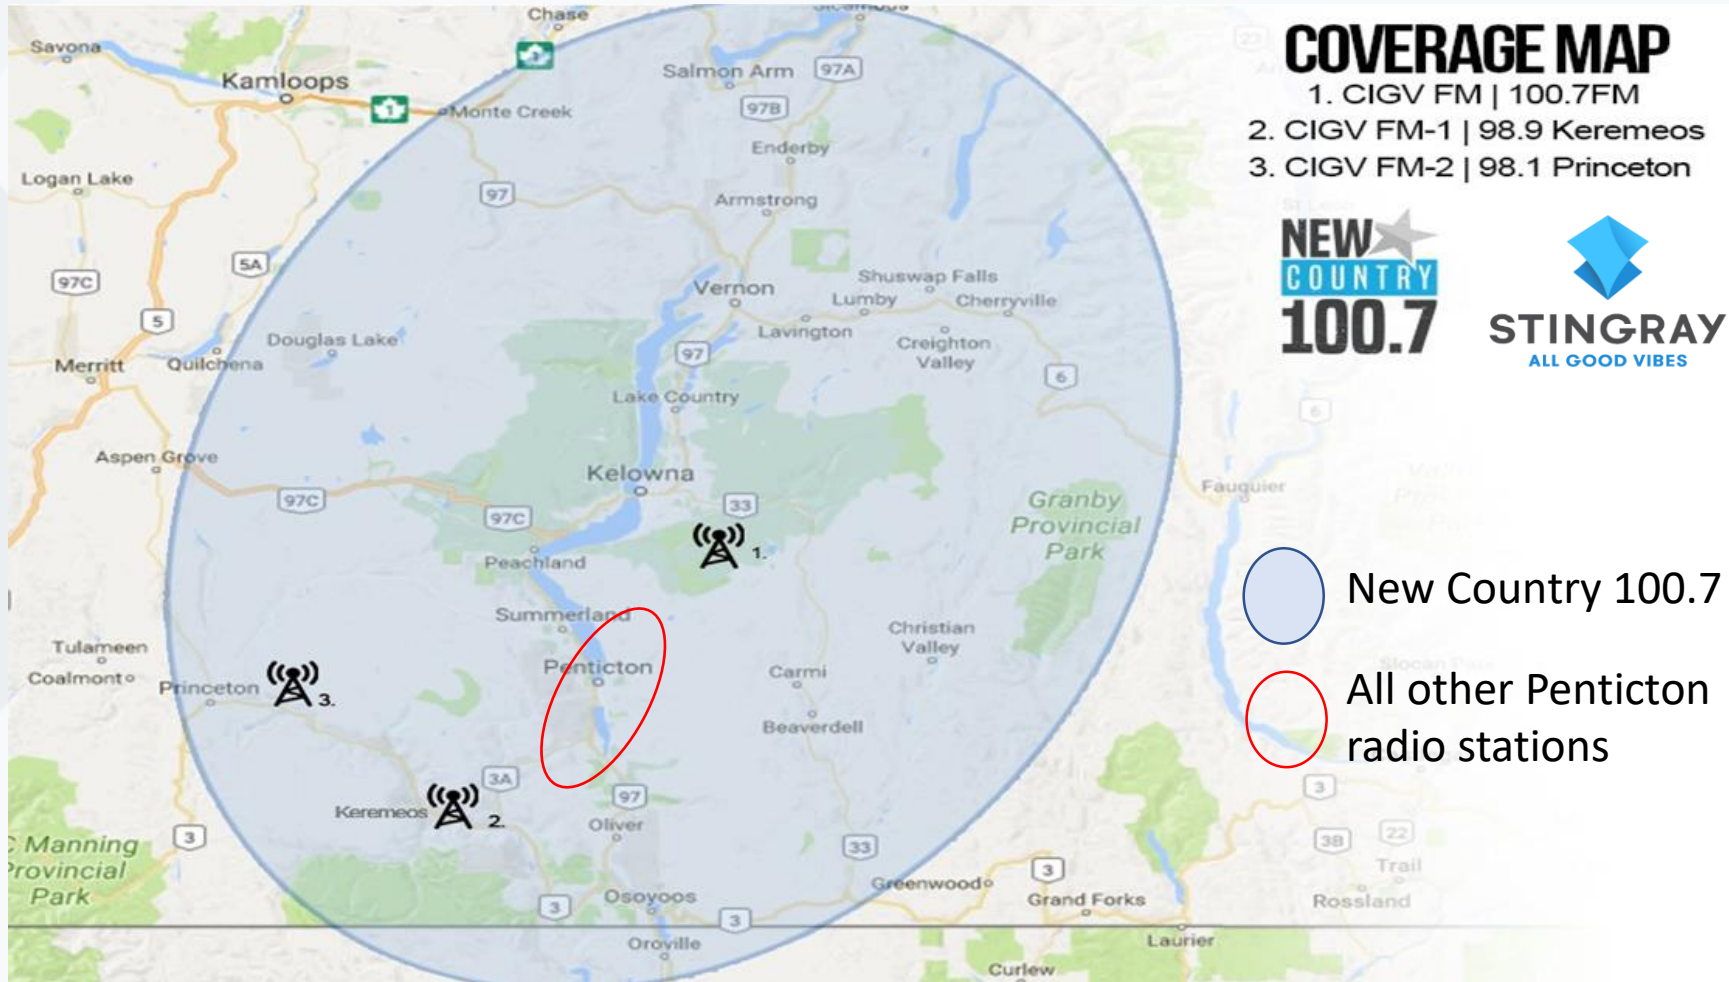 COVERAGE MAP
1. CIGV FM | 100.7FM
2. CIGV FM-1 | 98.9 Keremeos
3. CIGV FM-2 | 98.1 Princeton
NEW
COUNTRY
100.7
STINGRAY
ALL GOOD VIBES
New Country 100.7
All other Penticton
radio stations
Chase
Savona
Kamloops
1
1
Monte Creek
Salmon Arm
97A
97B
Enderby
Logan Lake
97
Armstrong
5A
97C
5
Vernon
Shuswap Falls
Lumby
Cherryville
Lavington
Creighton
Valley
Douglas Lake
Merritt
Quilchena
97
6
6
Lake Country
Aspen Grove
Kelowna
97C
97C
33
Granby
Provincial
Park
Fauquier
1.
Peachland
Summerland
Christian
Valley
Tulameen
Coalmont
Penticton
Carmi
Princeton
3.
Beaverdell
3A
97
3
Keremeos
2.
Oliver
Manning
Provincial
Park
3
33
3B
22
Trail
Rossland
Greenwood
3
Grand Forks
Osoyoos
3
3
Oroville
Laurier
Curlew